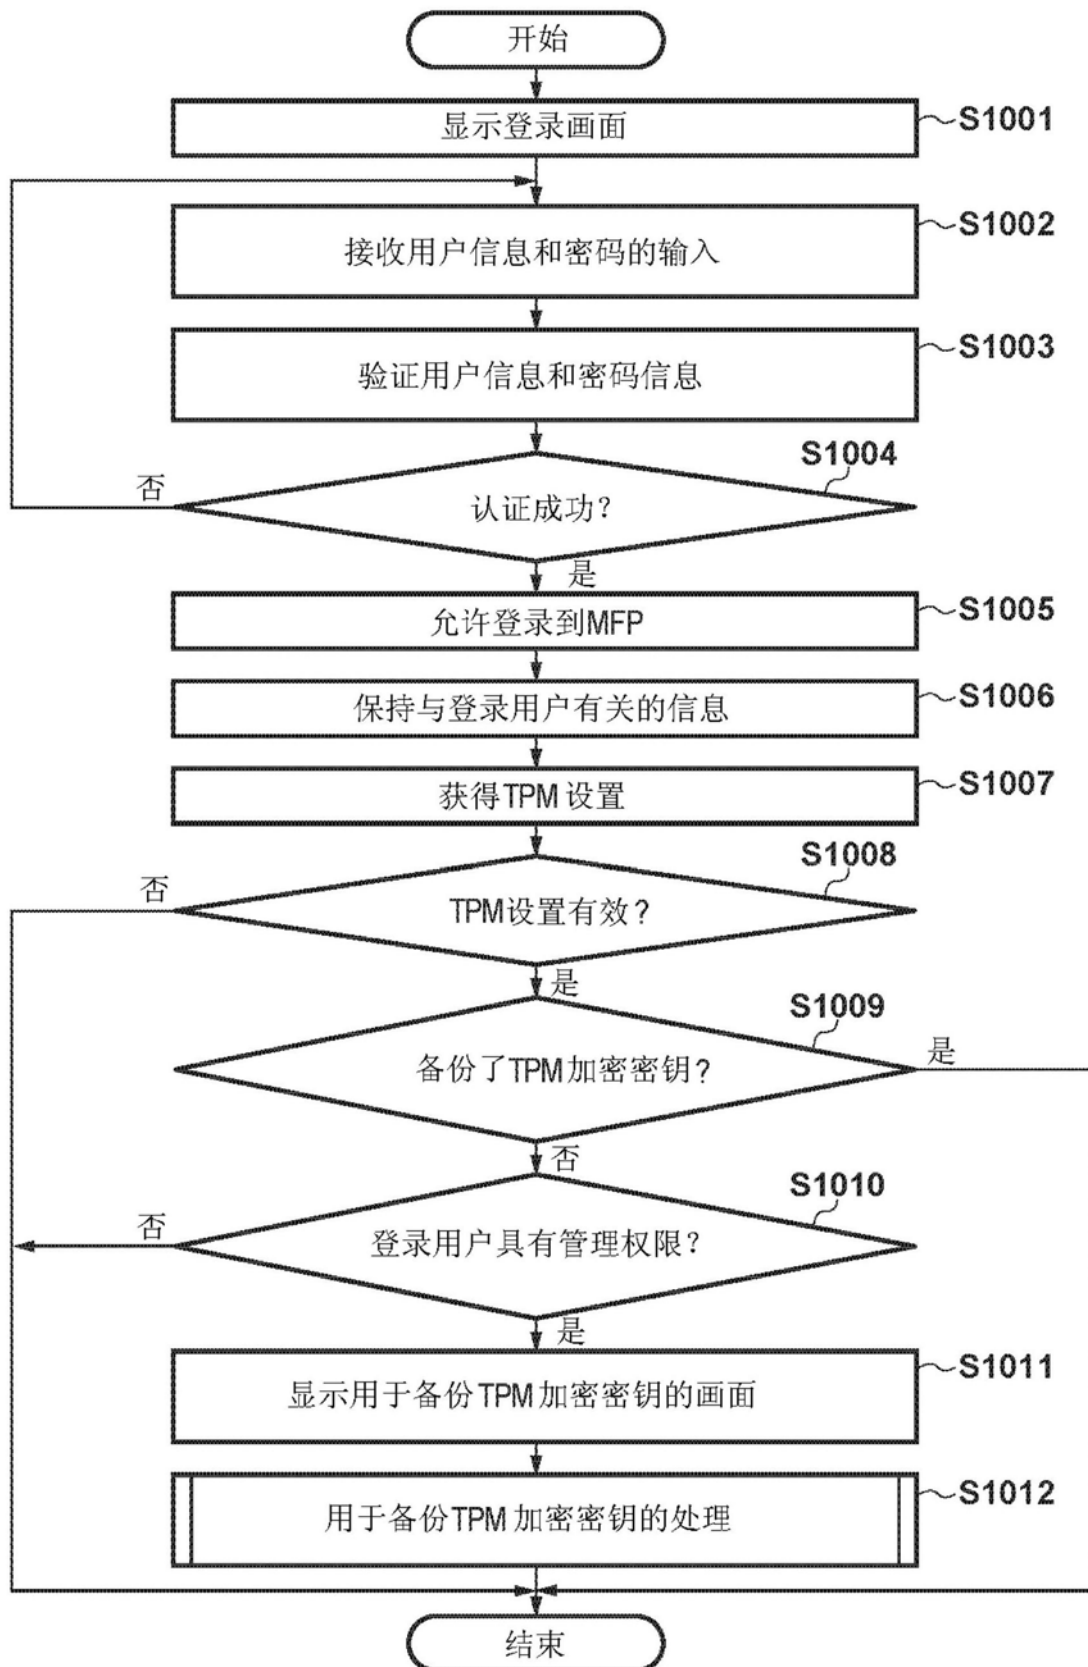 开始
显示登录画面
S1001
接收用户信息和密码的输入
S1002
验证用户信息和密码信息
S1003
认证成功?
S1004
否
是
允许登录到MFP
S1005
保持与登录用户有关的信息
S1006
获得TPM设置
S1007
TPM设置有效?
S1008
否
是
备份了TPM加密密钥?
S1009
是
否
登录用户具有管理权限?
S1010
否
是
显示用于备份TPM加密密钥的画面
S1011
用于备份TPM加密密钥的处理
S1012
结束